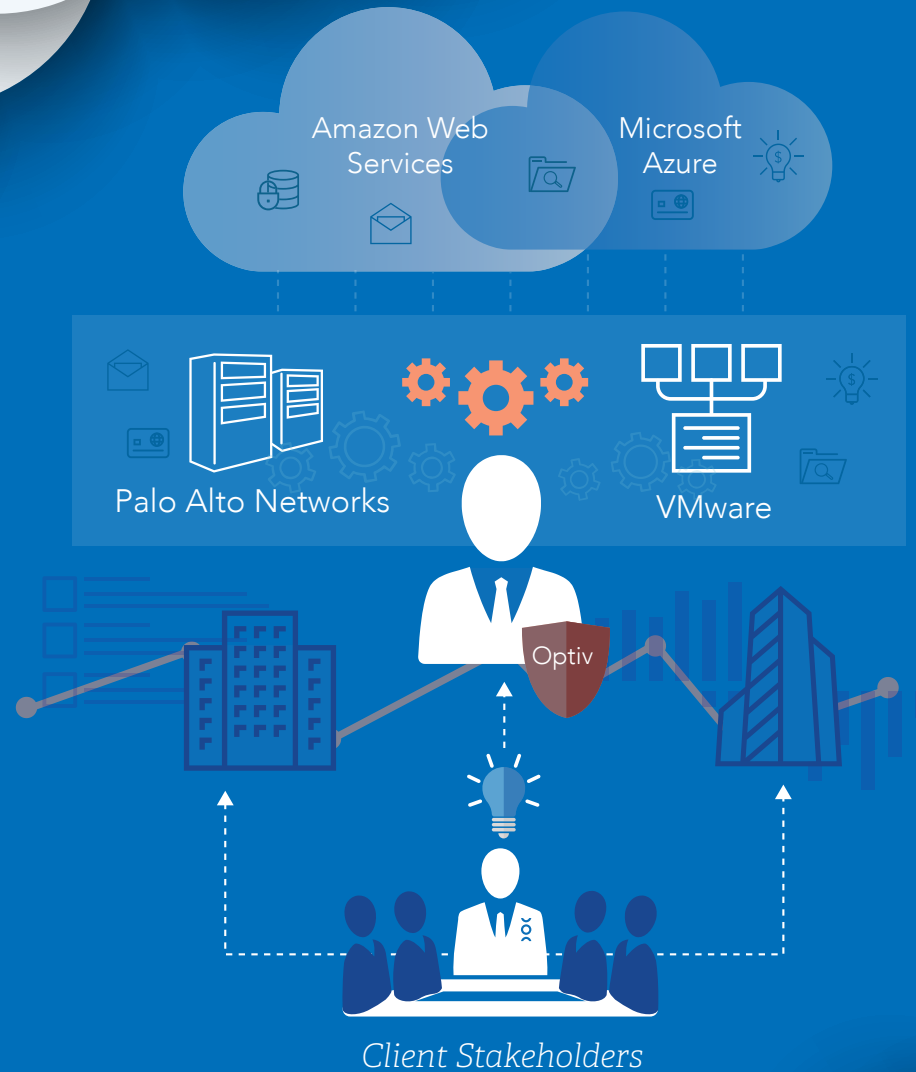 Amazon Web
Services
Microsoft
Azure
Palo Alto Networks
VMware
Optiv
Client Stakeholders